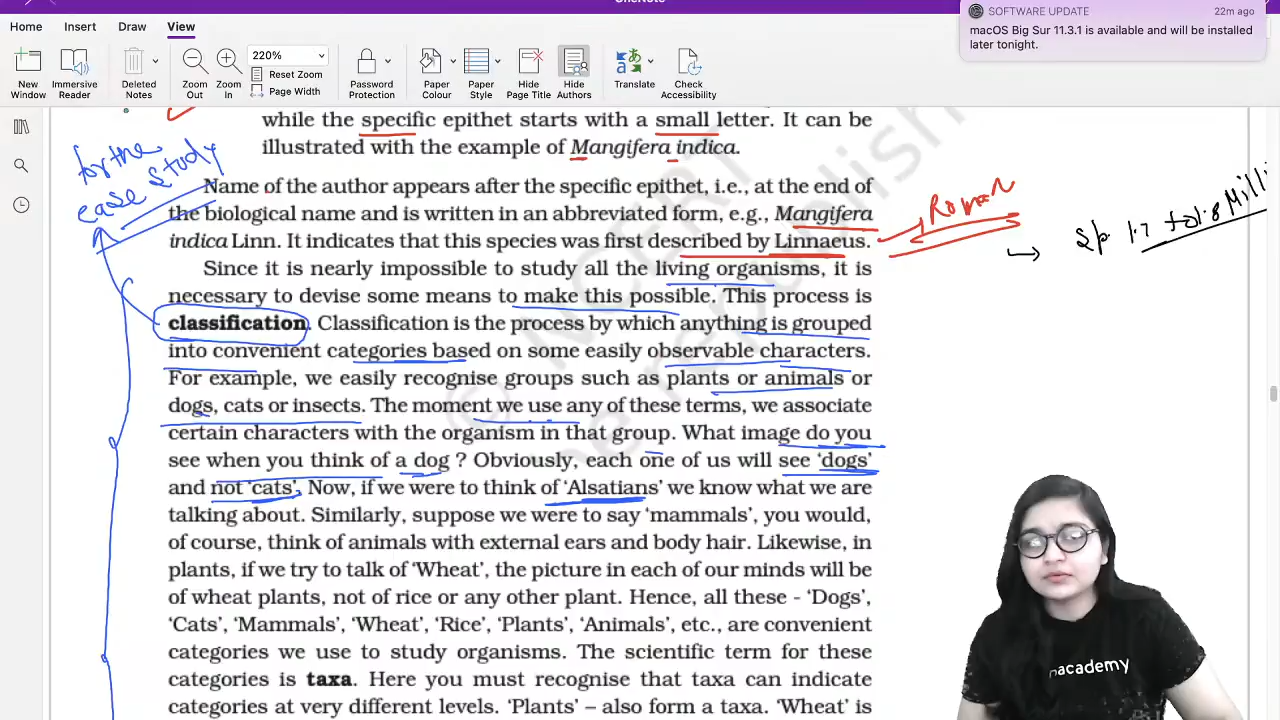 OneNote
SOFTWARE UPDATE 22m ago
macOS Big Sur 11.3.1 is available and will be installed
later tonight.
Home Insert Draw View
220%
Reset Zoom
Page Width
New Window
Immersive Reader
Deleted Notes
Zoom Out
Zoom In
Password Protection
Paper Colour
Paper Style
Hide Page Title
Hide Authors
Translate
Check Accessibility
while the specific epithet starts with a small letter. It can be
illustrated with the example of Mangifera indica.
for the
ease study
Name of the author appears after the specific epithet, i.e., at the end of
the biological name and is written in an abbreviated form, e.g., Mangifera
indica Linn. It indicates that this species was first described by Linnaeus.
Roman
Sp. 1.7 to 1.8 Milli
Since it is nearly impossible to study all the living organisms, it is
necessary to devise some means to make this possible. This process is
classification. Classification is the process by which anything is grouped
into convenient categories based on some easily observable characters.
For example, we easily recognise groups such as plants or animals or
dogs, cats or insects. The moment we use any of these terms, we associate
certain characters with the organism in that group. What image do you
see when you think of a dog ? Obviously, each one of us will see ‘dogs’
and not ‘cats’. Now, if we were to think of ‘Alsatians’ we know what we are
talking about. Similarly, suppose we were to say ‘mammals’, you would,
of course, think of animals with external ears and body hair. Likewise, in
plants, if we try to talk of ‘Wheat’, the picture in each of our minds will be
of wheat plants, not of rice or any other plant. Hence, all these - ‘Dogs’,
‘Cats’, ‘Mammals’, ‘Wheat’, ‘Rice’, ‘Plants’, ‘Animals’, etc., are convenient
categories we use to study organisms. The scientific term for these
categories is taxa. Here you must recognise that taxa can indicate
categories at very different levels. ‘Plants’ – also form a taxa. ‘Wheat’ is
© NCERT
be republish
nacademy